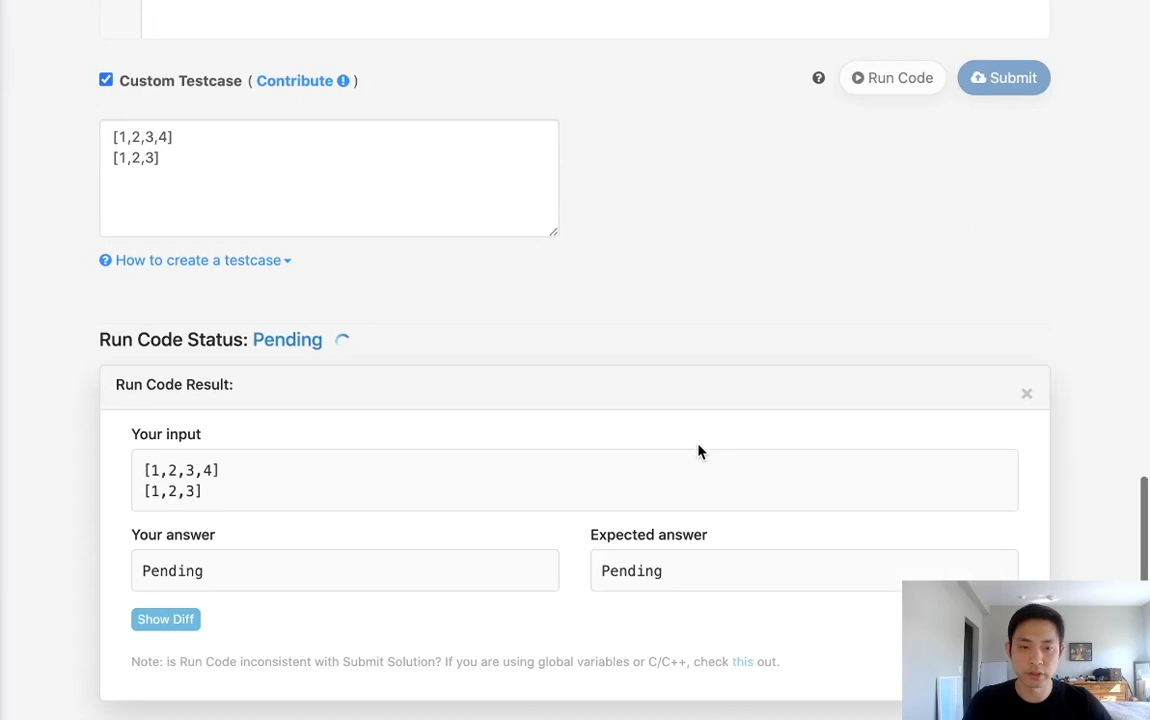 Custom Testcase ( Contribute )
Run Code
Submit
[1,2,3,4]
[1,2,3]
How to create a testcase
Run Code Status: Pending
Run Code Result:
Your input
[1,2,3,4]
[1,2,3]
Your answer
Expected answer
Pending
Pending
Show Diff
Note: is Run Code inconsistent with Submit Solution? If you are using global variables or C/C++, check this out.